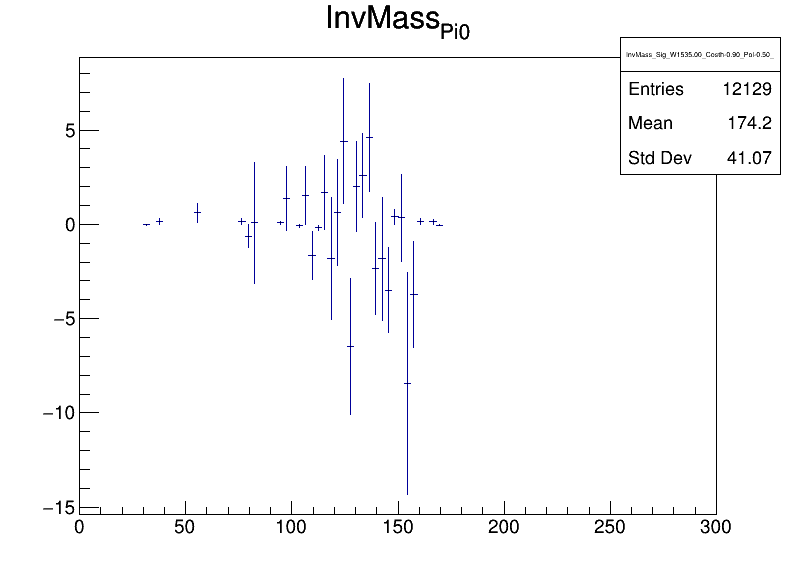 InvMass_Pi0
InvMass_Sig_W1535.00_Costh-0.90_Pol-0.50_
Entries 12129
Mean 174.2
Std Dev 41.07
5
0
−5
−10
−15
0 50 100 150 200 250 300